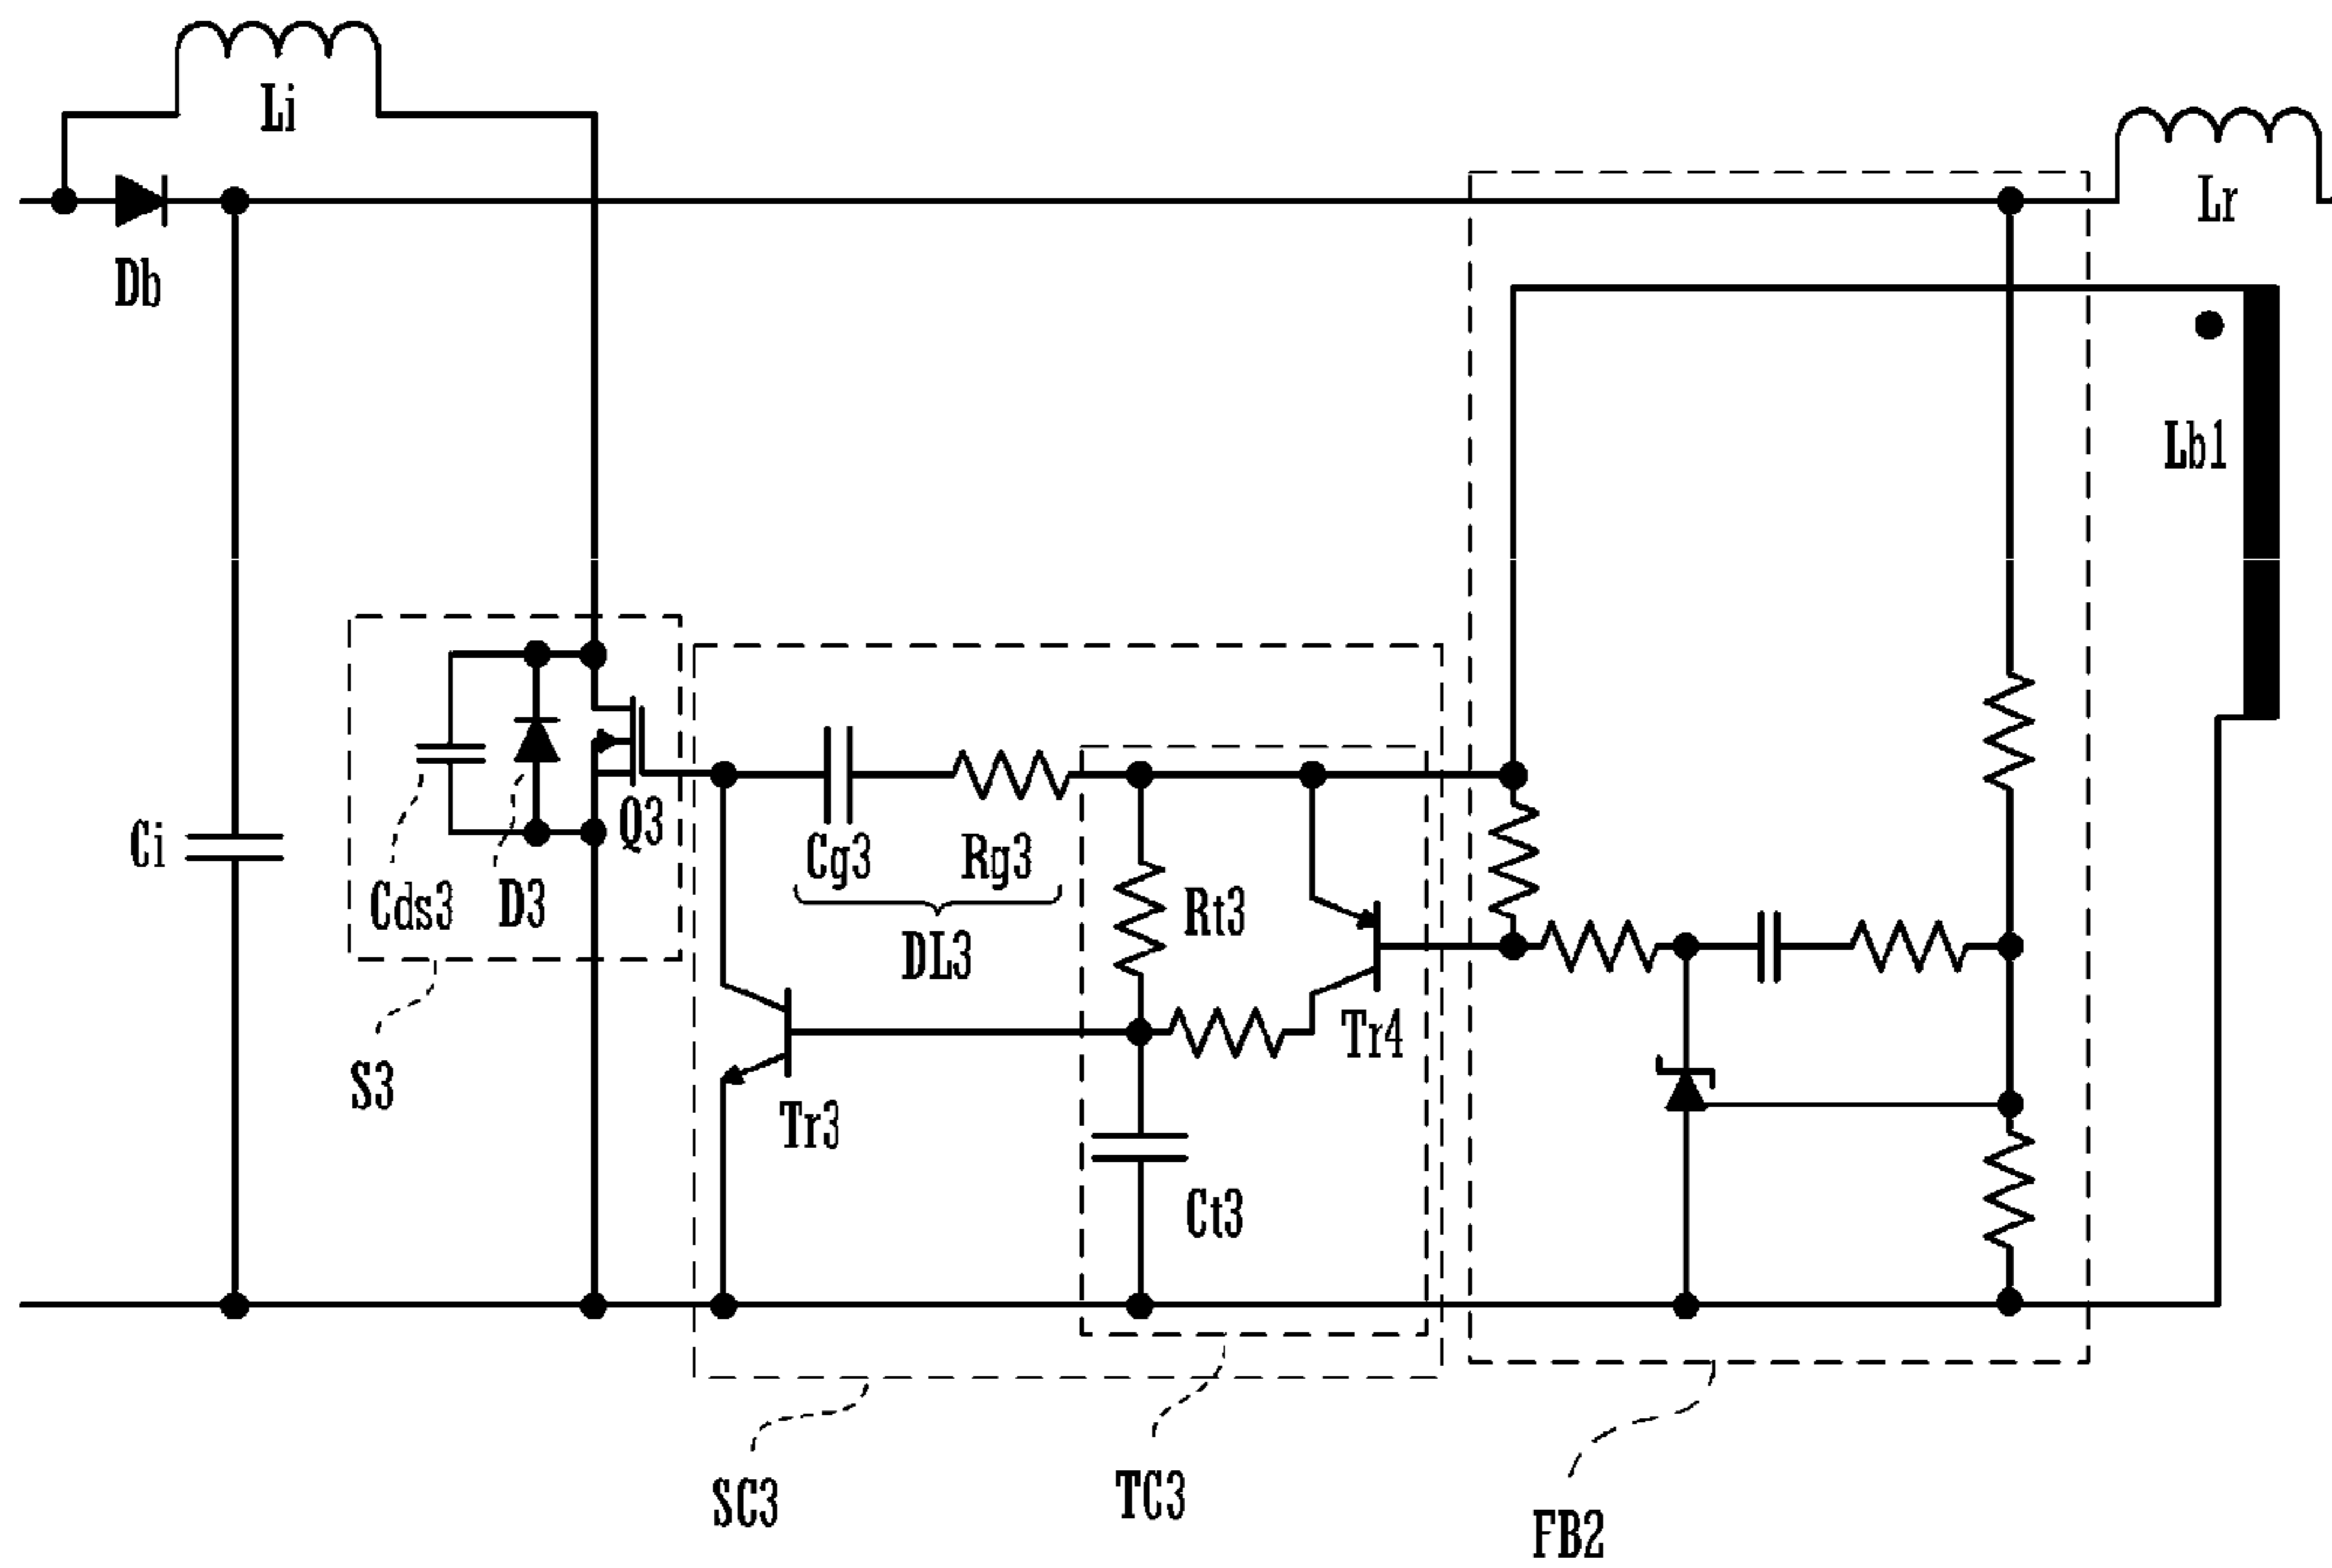 Li
Lr
Db
Lb1
Q3
Ci
Cg3
Rg3
Cds3
D3
Rt3
DL3
Tr4
S3
Tr3
Ct3
SC3
TC3
FB2